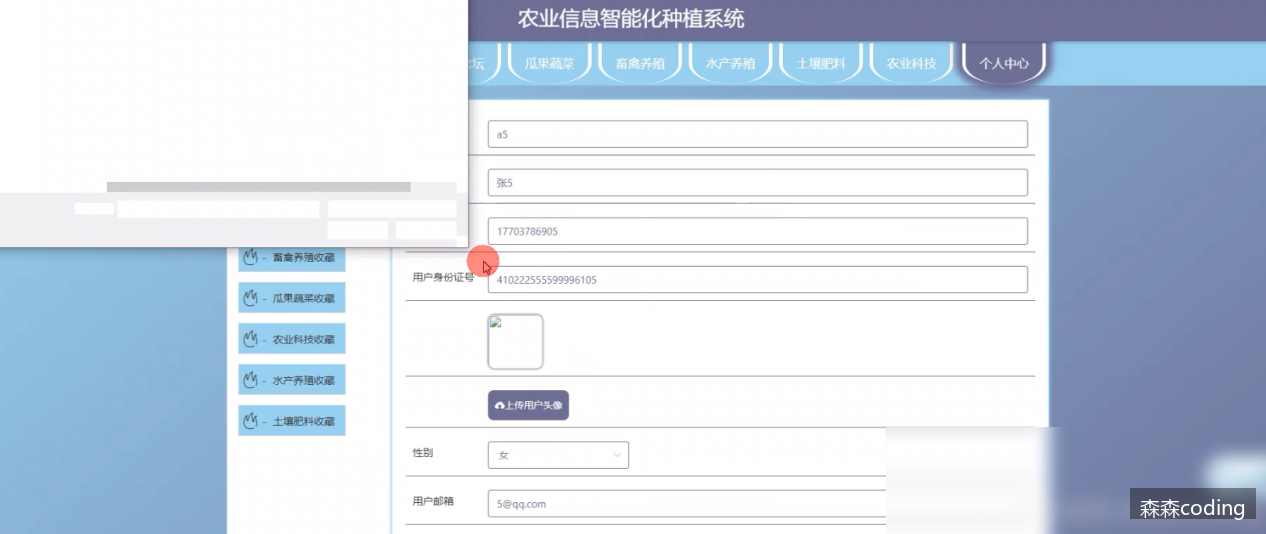 农业信息智能化种植系统
坛 瓜果蔬菜 畜禽养殖 水产养殖 土壤肥料 农业科技 个人中心
a5
张5
17703786905
- 畜禽养殖收藏
用户身份证号 410222555599996105
- 瓜果蔬菜收藏
- 农业科技收藏
- 水产养殖收藏
上传用户头像
- 土壤肥料收藏
性别 女
用户邮箱 5@qq.com
森森coding